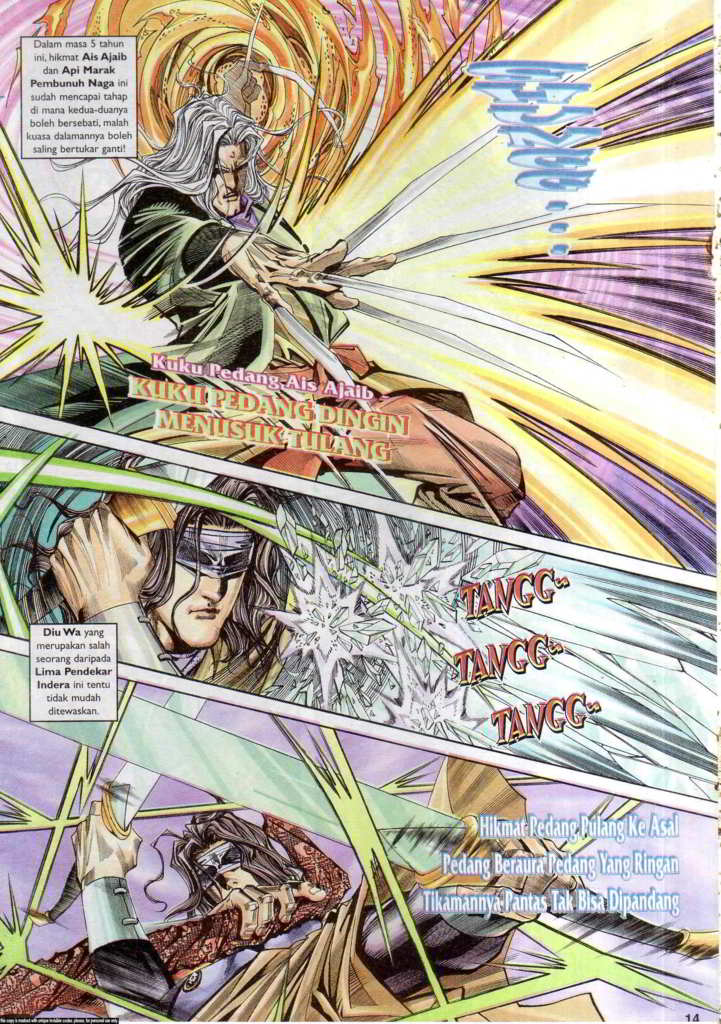 Dalam masa 5 tahun
ini, hikmat Ais Ajaib
dan Api Marak
Pembunuh Naga ini
sudah mencapai tahap
di mana kedua-duanya
boleh bersebati, malah
kuasa dalamannya boleh
saling bertukar ganti!
Kuku Pedang Ais Ajaib -
KUKU PEDANG DINGIN
MENUSUK TULANG
TANGG
TANGG
TANGG
Diu Wa yang
merupakan salah
seorang daripada
Lima Pendekar
Indera ini tentu
tidak mudah
ditewaskan.
Hikmat Pedang Pulang Ke Asal
Pedang Beraura Pedang Yang Ringan
Tikamannya Pantas Tak Bisa Dipandang
14